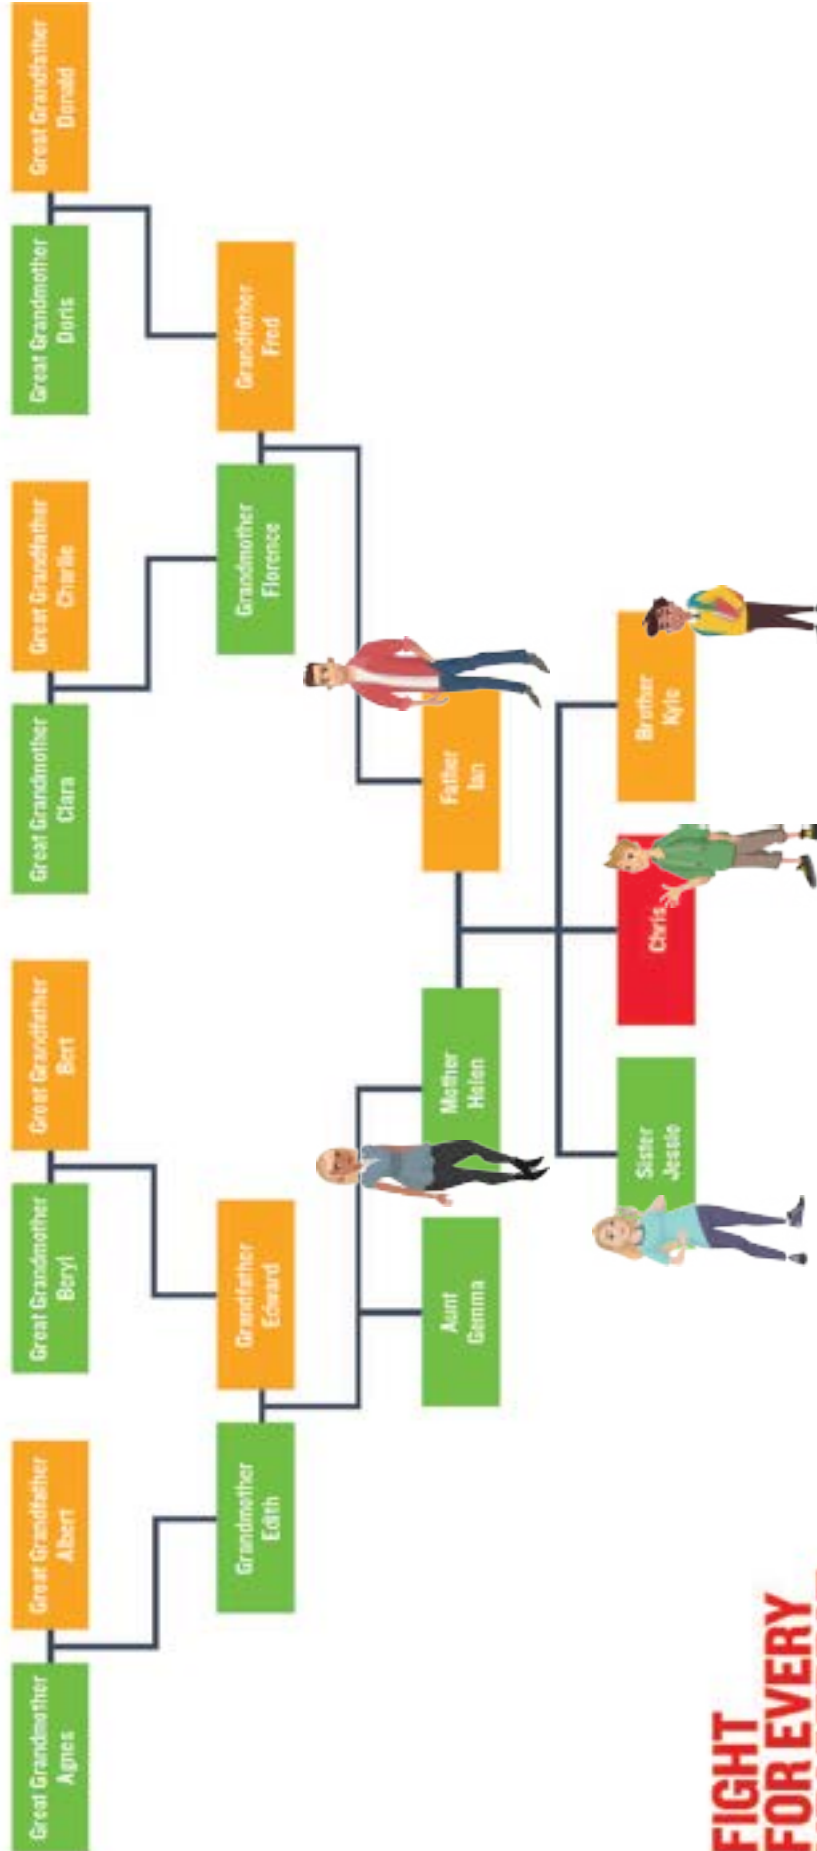 Great Grandmother
Agnes
Great Grandfather
Albert
Great Grandmother
Beryl
Great Grandfather
Bert
Great Grandmother
Clara
Great Grandfather
Charlie
Great Grandmother
Doris
Great Grandfather
Donald
Grandmother
Edith
Grandfather
Edward
Grandmother
Florence
Grandfather
Fred
Aunt
Gemma
Mother
Helen
Father
Ian
Sister
Jessie
Chris
Brother
Kyle
FIGHT
FOR EVERY